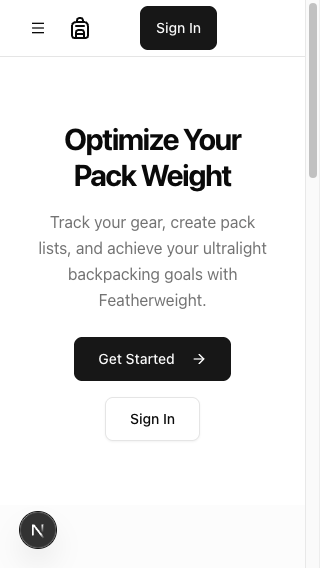 Sign In
Optimize Your
Pack Weight
Track your gear, create pack
lists, and achieve your ultralight
backpacking goals with
Featherweight.
Get Started
Sign In
N